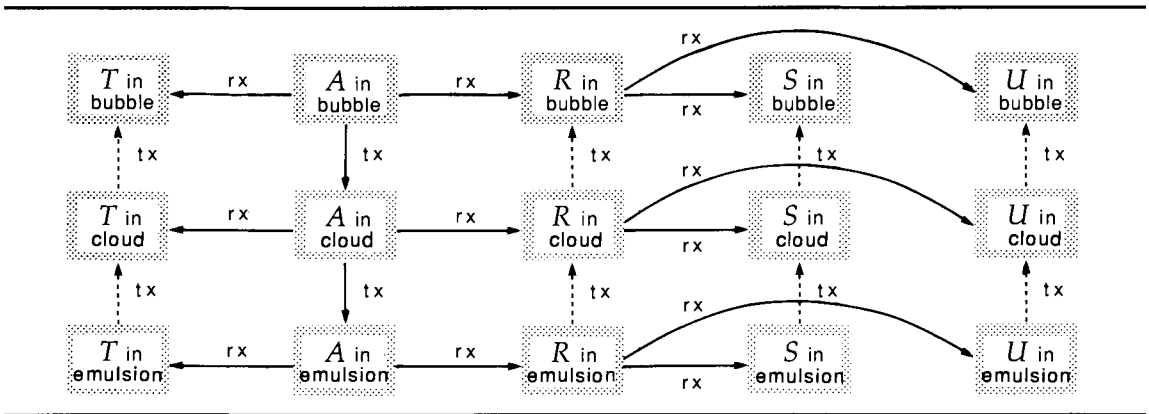 rx
T in bubble
rx
A in bubble
rx
R in bubble
rx
S in bubble
U in bubble
tx
tx
tx
tx
tx
rx
T in cloud
rx
A in cloud
rx
R in cloud
rx
S in cloud
U in cloud
tx
tx
tx
tx
tx
rx
T in emulsion
rx
A in emulsion
rx
R in emulsion
rx
S in emulsion
U in emulsion